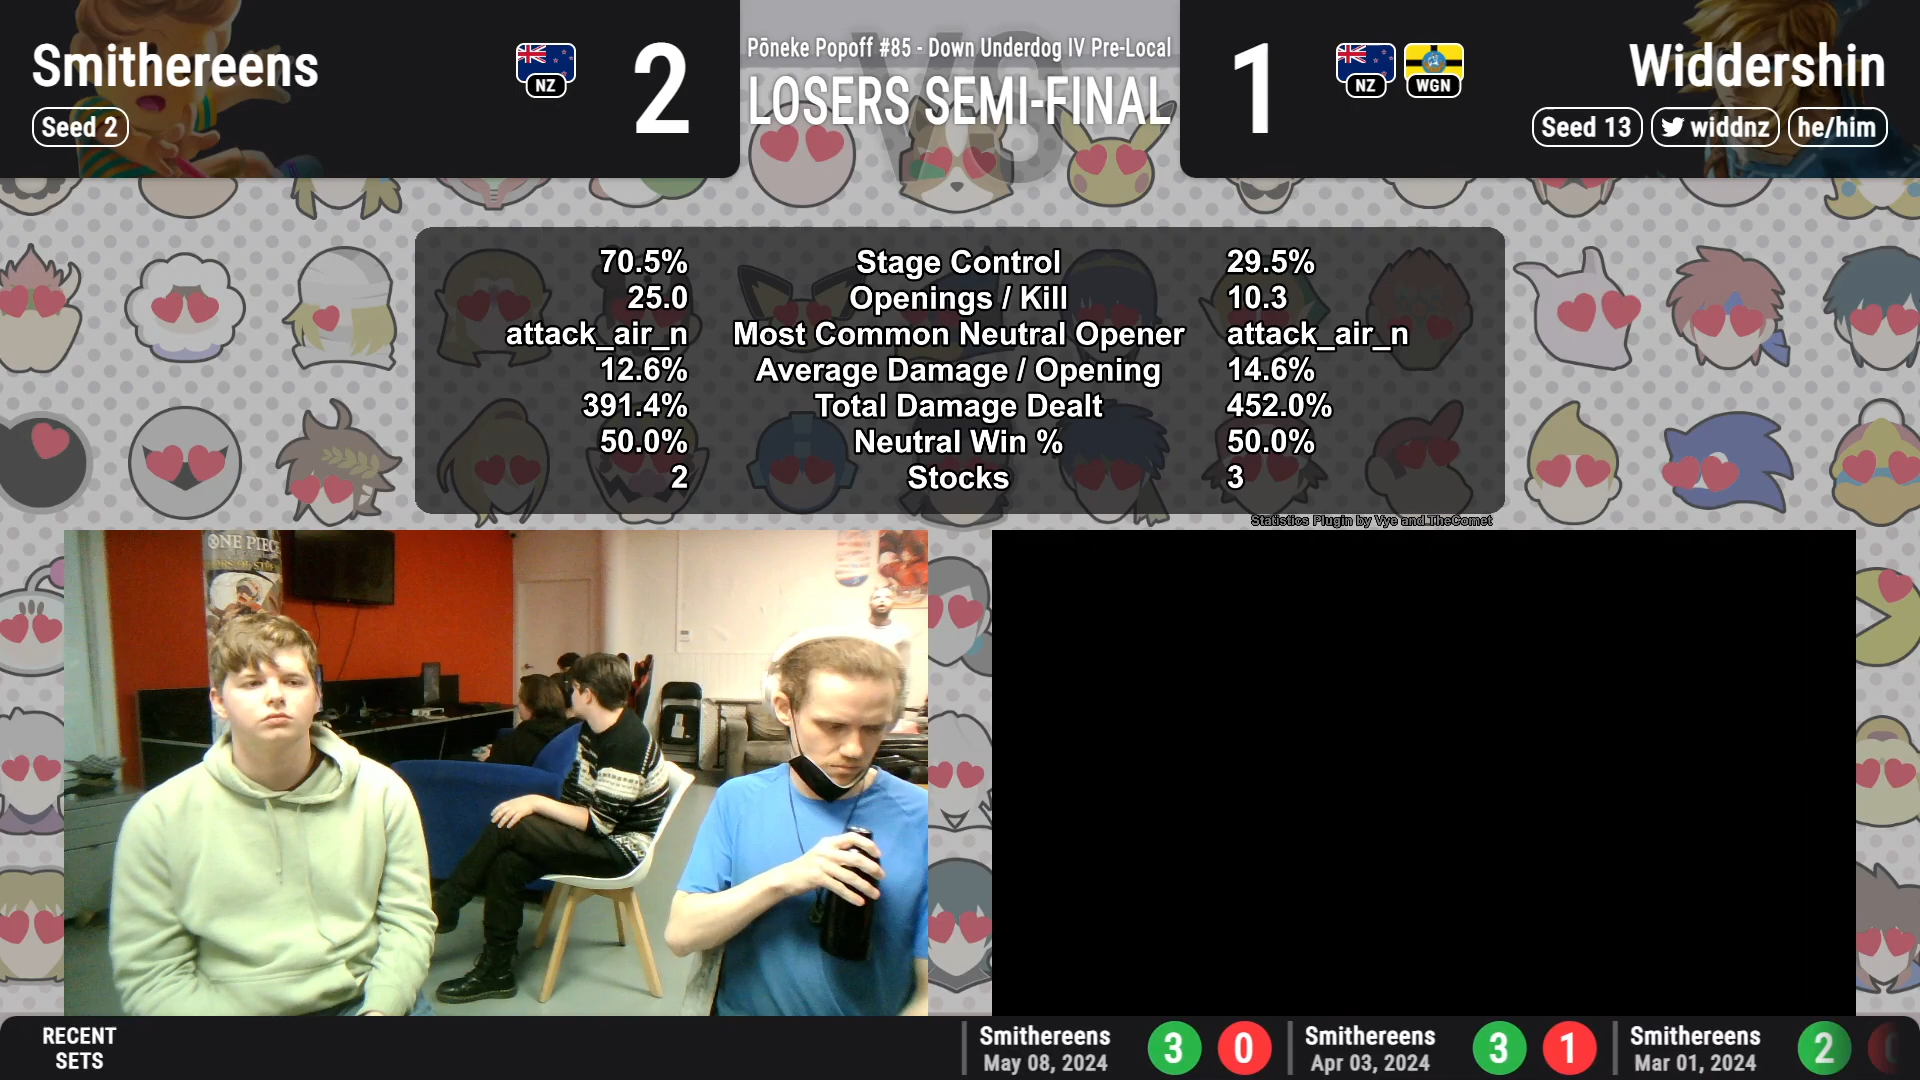 Smithereens
Seed 2
NZ
2
Pōneke Popoff #85 - Down Underdog IV Pre-Local
LOSERS SEMI-FINAL
VS
1
NZ
WGN
Widdershin
Seed 13
widdnz
he/him
70.5% Stage Control 29.5%
25.0 Openings / Kill 10.3
attack_air_n Most Common Neutral Opener attack_air_n
12.6% Average Damage / Opening 14.6%
391.4% Total Damage Dealt 452.0%
50.0% Neutral Win % 50.0%
2 Stocks 3
Statistics Plugin by Vye and TheComet
ONE PIECE
RECENT
SETS
Smithereens
May 08, 2024
3 0
Smithereens
Apr 03, 2024
3 1
Smithereens
Mar 01, 2024
2